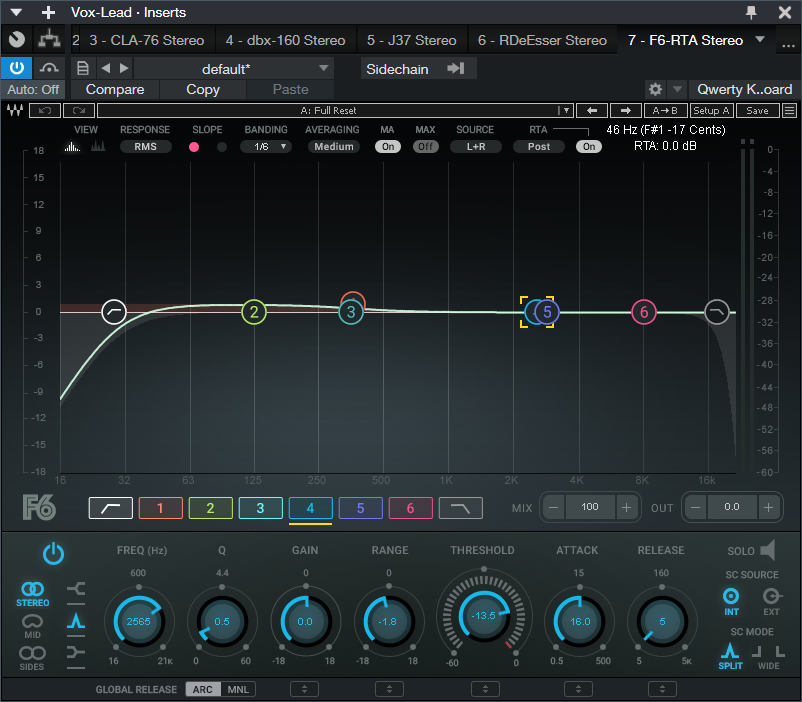 Vox-Lead · Inserts
2 3 - CLA-76 Stereo 4 - dbx-160 Stereo 5 - J37 Stereo 6 - RDeEsser Stereo 7 - F6-RTA Stereo ...
default* Sidechain
Auto: Off Compare Copy Paste Qwerty K..oard
A: Full Reset A→B Setup A Save
VIEW RESPONSE SLOPE BANDING AVERAGING MA MAX SOURCE RTA 46 Hz (F#1 -17 Cents)
RMS 1/6 Medium On Off L+R Post On RTA: 0.0 dB
18 0
15 -4
12 -8
9 -12
6 -16
3 -20
0 -24
-3 -28
-6 -32
-9 -36
-12 -40
-15 -44
-18 -48
-52
-56
-60
2 3 5 6
16 32 63 125 250 500 1K 2K 4K 8K 16k
F6 1 2 3 4 5 6 MIX 100 OUT 0.0
FREQ (Hz) Q GAIN RANGE THRESHOLD ATTACK RELEASE SOLO
600 4.4 0 0 15 160 SC SOURCE
STEREO 2565 0.5 0.0 -1.8 -13.5 16.0 5 INT EXT
MID SC MODE
16 21K 0 60 -18 18 -18 18 -60 0 0.5 500 5 5K
SIDES SPLIT WIDE
GLOBAL RELEASE ARC MNL